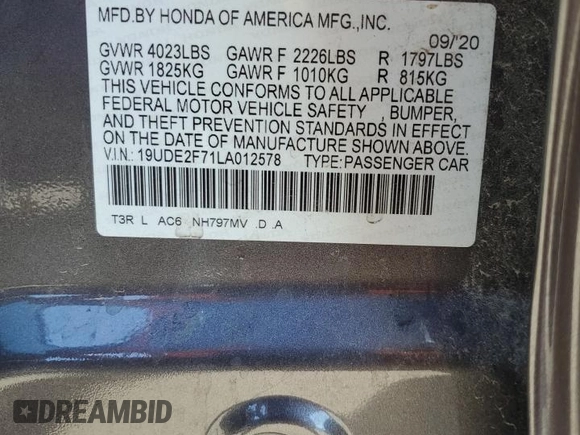 MFD.BY HONDA OF AMERICA MFG.,INC.
09/'20
GVWR 4023LBS GAWR F 2226LBS R 1797LBS
GVWR 1825KG GAWR F 1010KG R 815KG
THIS VEHICLE CONFORMS TO ALL APPLICABLE
FEDERAL MOTOR VEHICLE SAFETY , BUMPER,
AND THEFT PREVENTION STANDARDS IN EFFECT
ON THE DATE OF MANUFACTURE SHOWN ABOVE.
V.I.N.: 19UDE2F71LA012578 TYPE:PASSENGER CAR
T3R L AC6 NH797MV .D .A
DREAMBID